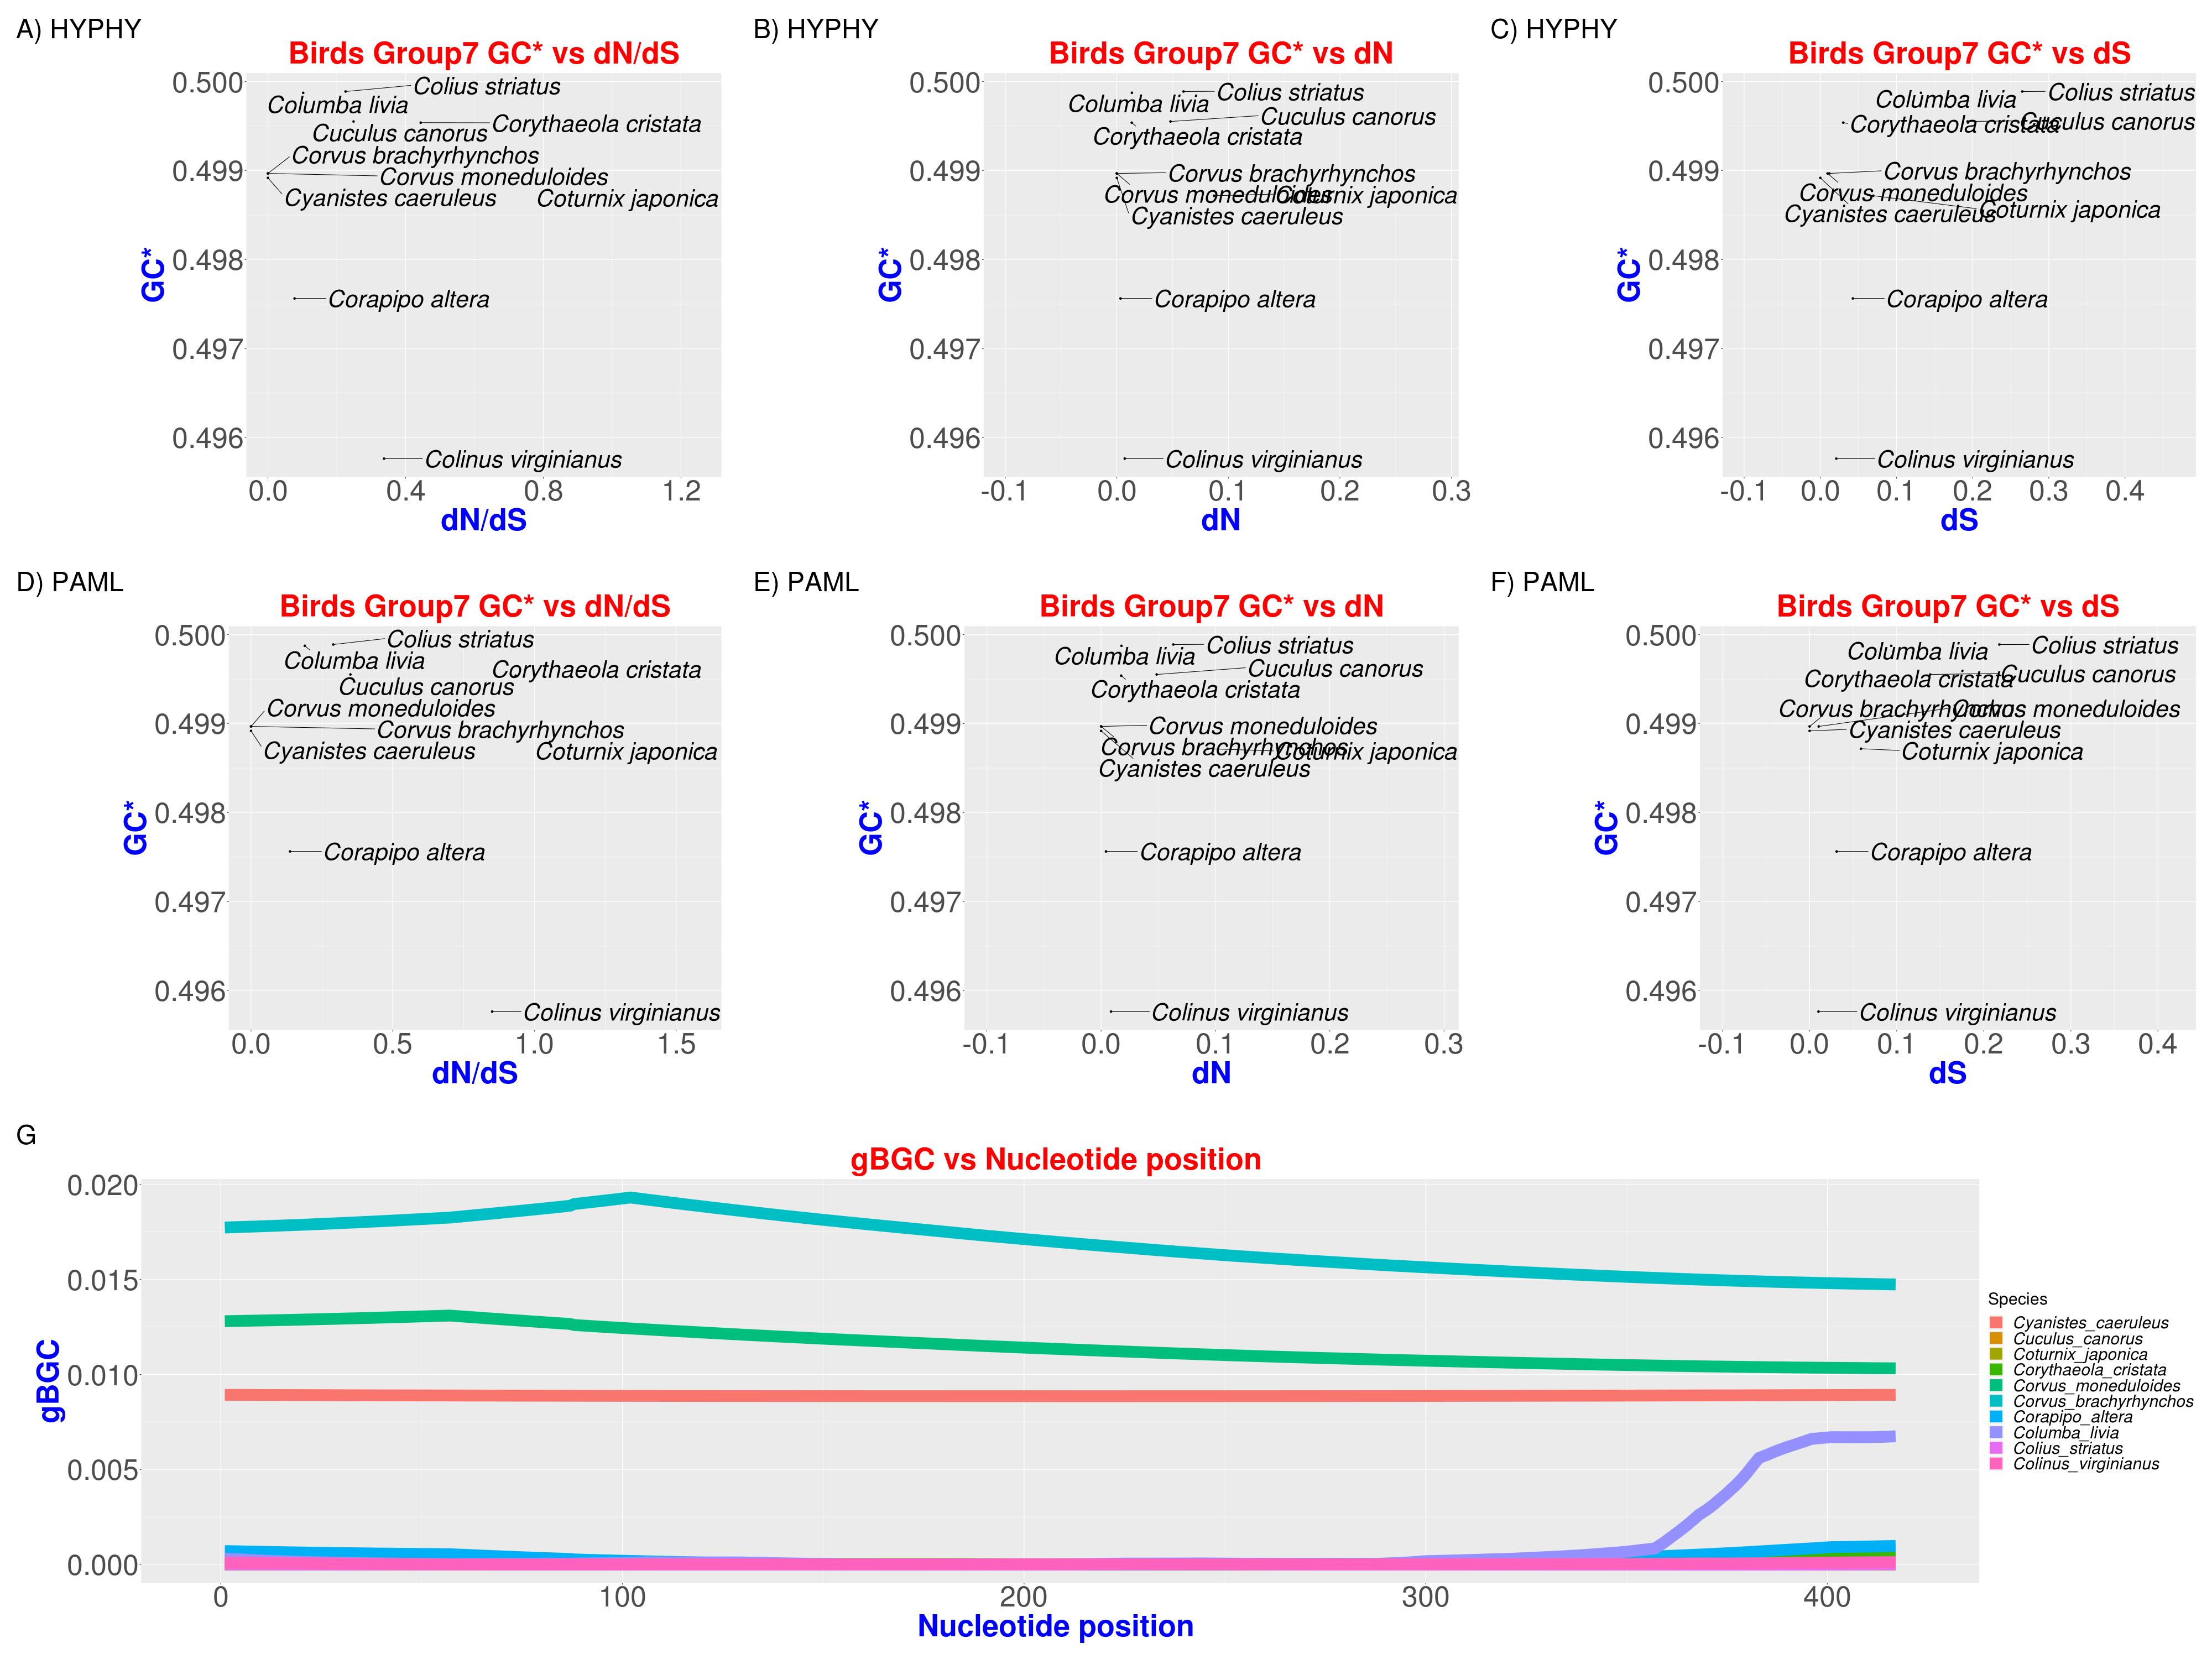 A) HYPHY
Birds Group7 GC* vs dN/dS
0.500
0.499
0.498
0.497
0.496
GC*
Colius striatus
Columba livia
Corythaeola cristata
Cuculus canorus
Corvus brachyrhynchos
Corvus moneduloides
Cyanistes caeruleus
Coturnix japonica
Corapipo altera
Colinus virginianus
0.0 0.4 0.8 1.2
dN/dS
B) HYPHY
Birds Group7 GC* vs dN
0.500
0.499
0.498
0.497
0.496
GC*
Colius striatus
Columba livia
Cuculus canorus
Corythaeola cristata
Corvus brachyrhynchos
Corvus moneduloides
Coturnix japonica
Cyanistes caeruleus
Corapipo altera
Colinus virginianus
-0.1 0.0 0.1 0.2 0.3
dN
C) HYPHY
Birds Group7 GC* vs dS
0.500
0.499
0.498
0.497
0.496
GC*
Colius striatus
Columba livia
Corythaeola cristata
Cuculus canorus
Corvus brachyrhynchos
Corvus moneduloides
Coturnix japonica
Cyanistes caeruleus
Corapipo altera
Colinus virginianus
-0.1 0.0 0.1 0.2 0.3 0.4
dS
D) PAML
Birds Group7 GC* vs dN/dS
0.500
0.499
0.498
0.497
0.496
GC*
Colius striatus
Columba livia
Corythaeola cristata
Cuculus canorus
Corvus moneduloides
Corvus brachyrhynchos
Cyanistes caeruleus
Coturnix japonica
Corapipo altera
Colinus virginianus
0.0 0.5 1.0 1.5
dN/dS
E) PAML
Birds Group7 GC* vs dN
0.500
0.499
0.498
0.497
0.496
GC*
Colius striatus
Columba livia
Cuculus canorus
Corythaeola cristata
Corvus moneduloides
Corvus brachyrhynchos
Coturnix japonica
Cyanistes caeruleus
Corapipo altera
Colinus virginianus
-0.1 0.0 0.1 0.2 0.3
dN
F) PAML
Birds Group7 GC* vs dS
0.500
0.499
0.498
0.497
0.496
GC*
Colius striatus
Columba livia
Cuculus canorus
Corythaeola cristata
Corvus brachyrhynchos
Corvus moneduloides
Cyanistes caeruleus
Coturnix japonica
Corapipo altera
Colinus virginianus
-0.1 0.0 0.1 0.2 0.3 0.4
dS
G
gBGC vs Nucleotide position
0.020
0.015
0.010
0.005
0.000
gBGC
0 100 200 300 400
Nucleotide position
Species
Cyanistes_caeruleus
Cuculus_canorus
Coturnix_japonica
Corythaeola_cristata
Corvus_moneduloides
Corvus_brachyrhynchos
Corapipo_altera
Columba_livia
Colius_striatus
Colinus_virginianus